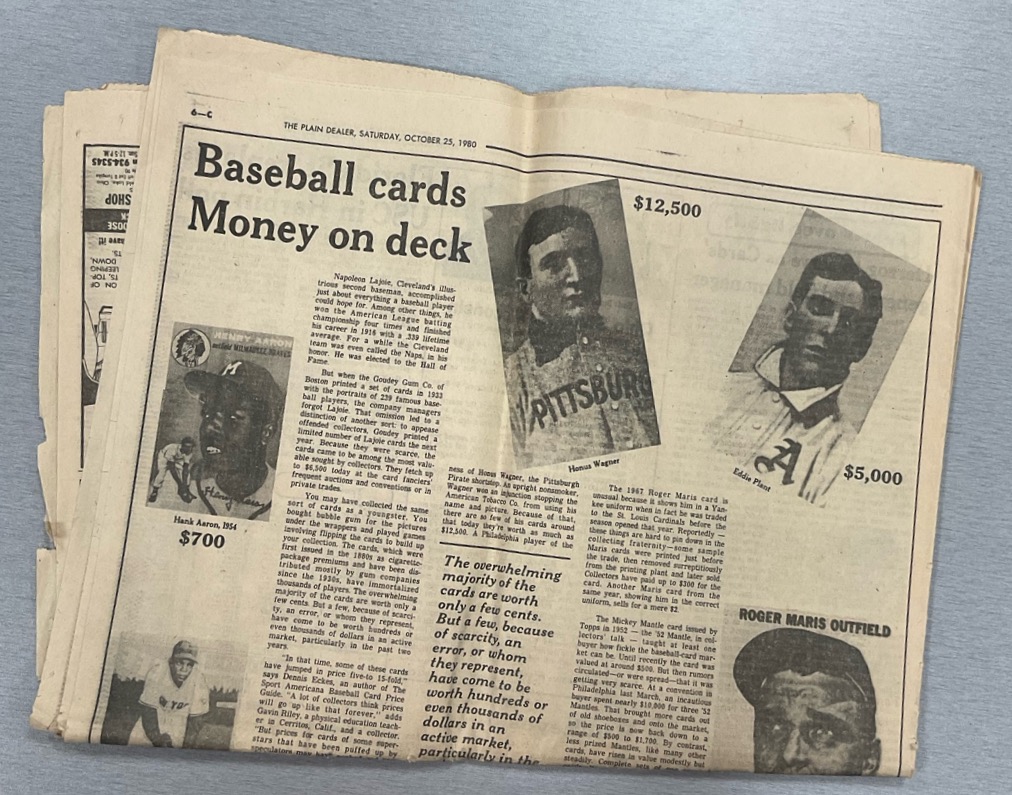 6—C
THE PLAIN DEALER, SATURDAY, OCTOBER 25, 1980
Baseball cards
Money on deck
$12,500
Napoleon Lajoie, Cleveland's illus-
trious second baseman, accomplished
just about everything a baseball player
could hope for. Among other things, he
won the American League batting
championship four times and finished
his career in 1916 with a .339 lifetime
average. For a while the Cleveland
team was even called the Naps, in his
honor. He was elected to the Hall of
Fame.
But when the Goudey Gum Co. of
Boston printed a set of cards in 1933
with the portraits of 239 famous base-
ball players, the company managers
forgot Lajoie. That omission led to a
distinction of another sort: to appease
offended collectors, Goudey printed a
limited number of Lajoie cards the next
year. Because they were scarce, the
cards came to be among the most valu-
able sought by collectors. They fetch up
to $6,500 today at the card fanciers'
frequent auctions and conventions or in
private trades.
You may have collected the same
sort of cards as a youngster. You
bought bubble gum for the pictures
under the wrappers and played games
involving flipping the cards to build up
your collection. The cards, which were
first issued in the 1880s as cigarette-
package premiums and have been dis-
tributed mostly by gum companies
since the 1930s, have immortalized
thousands of players. The overwhelming
majority of the cards are worth only a
few cents. But a few, because of scarci-
ty, an error, or whom they represent,
have come to be worth hundreds or
even thousands of dollars in an active
market, particularly in the past two
years.
"In that time, some of these cards
have jumped in price five-to 15-fold,"
says Dennis Eckes, an author of The
Sport Americana Baseball Card Price
Guide. "A lot of collectors think prices
will go up like that forever," adds
Gavin Riley, a physical education teach-
er in Cerritos, Calif., and a collector.
"But prices for cards of some super-
stars that have been puffed up by
speculators may
HENRY AARON
outfield MILWAUKEE BRAVES
M
Hank Aaron, 1954
$700
PITTSBURG
Honus Wagner
ness of Honus Wagner, the Pittsburgh
Pirate shortstop. An upright nonsmoker,
Wagner won an injunction stopping the
American Tobacco Co. from using his
name and picture. Because of that,
there are so few of his cards around
that today they're worth as much as
$12,500. A Philadelphia player of the
The overwhelming
majority of the
cards are worth
only a few cents.
But a few, because
of scarcity, an
error, or whom
they represent,
have come to be
worth hundreds or
even thousands of
dollars in an
active market,
particularly in the
A
Eddie Plant
$5,000
The 1967 Roger Maris card is
unusual because it shows him in a Yan-
kee uniform when in fact he was traded
to the St. Louis Cardinals before the
season opened that year. Reportedly —
these things are hard to pin down in the
collecting fraternity — some sample
Maris cards were printed just before
the trade, then removed surreptitiously
from the printing plant and later sold.
Collectors have paid up to $300 for the
card. Another Maris card from the
same year, showing him in the correct
uniform, sells for a mere $2.
The Mickey Mantle card issued by
Topps in 1952 — the '52 Mantle, in col-
lectors' talk — taught at least one
buyer how fickle the baseball-card mar-
ket can be. Until recently the card was
valued at around $500. But then rumors
circulated—or were spread—that it was
getting very scarce. At a convention in
Philadelphia last March, an incautious
buyer spent nearly $10,000 for three '52
Mantles. That brought more cards out
of old shoeboxes and onto the market,
so the price is now back down to a
range of $500 to $1,700. By contrast,
less prized Mantles, like many other
cards, have risen in value modestly but
steadily. Complete sets of
ROGER MARIS OUTFIELD
934-5345
SHOP